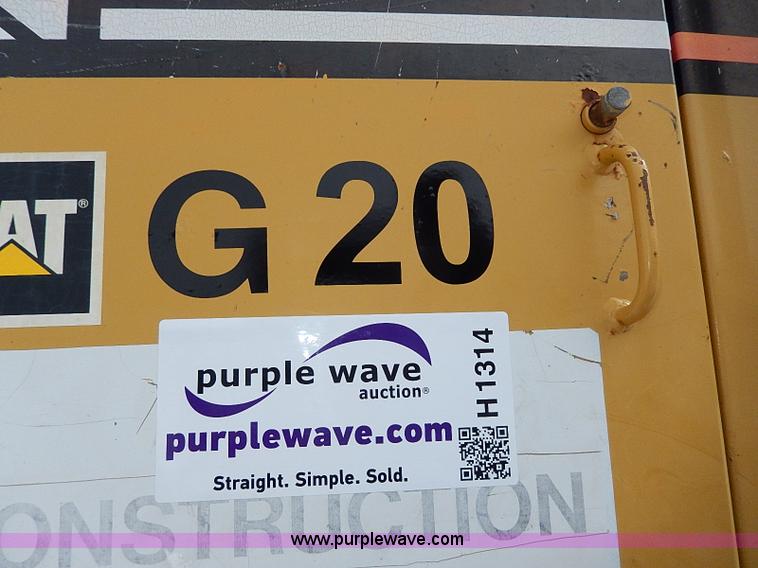 AT®
G 20
purple wave
auction®
H1314
purplewave.com
Straight. Simple. Sold.
ONSTRUCTION
www.purplewave.com